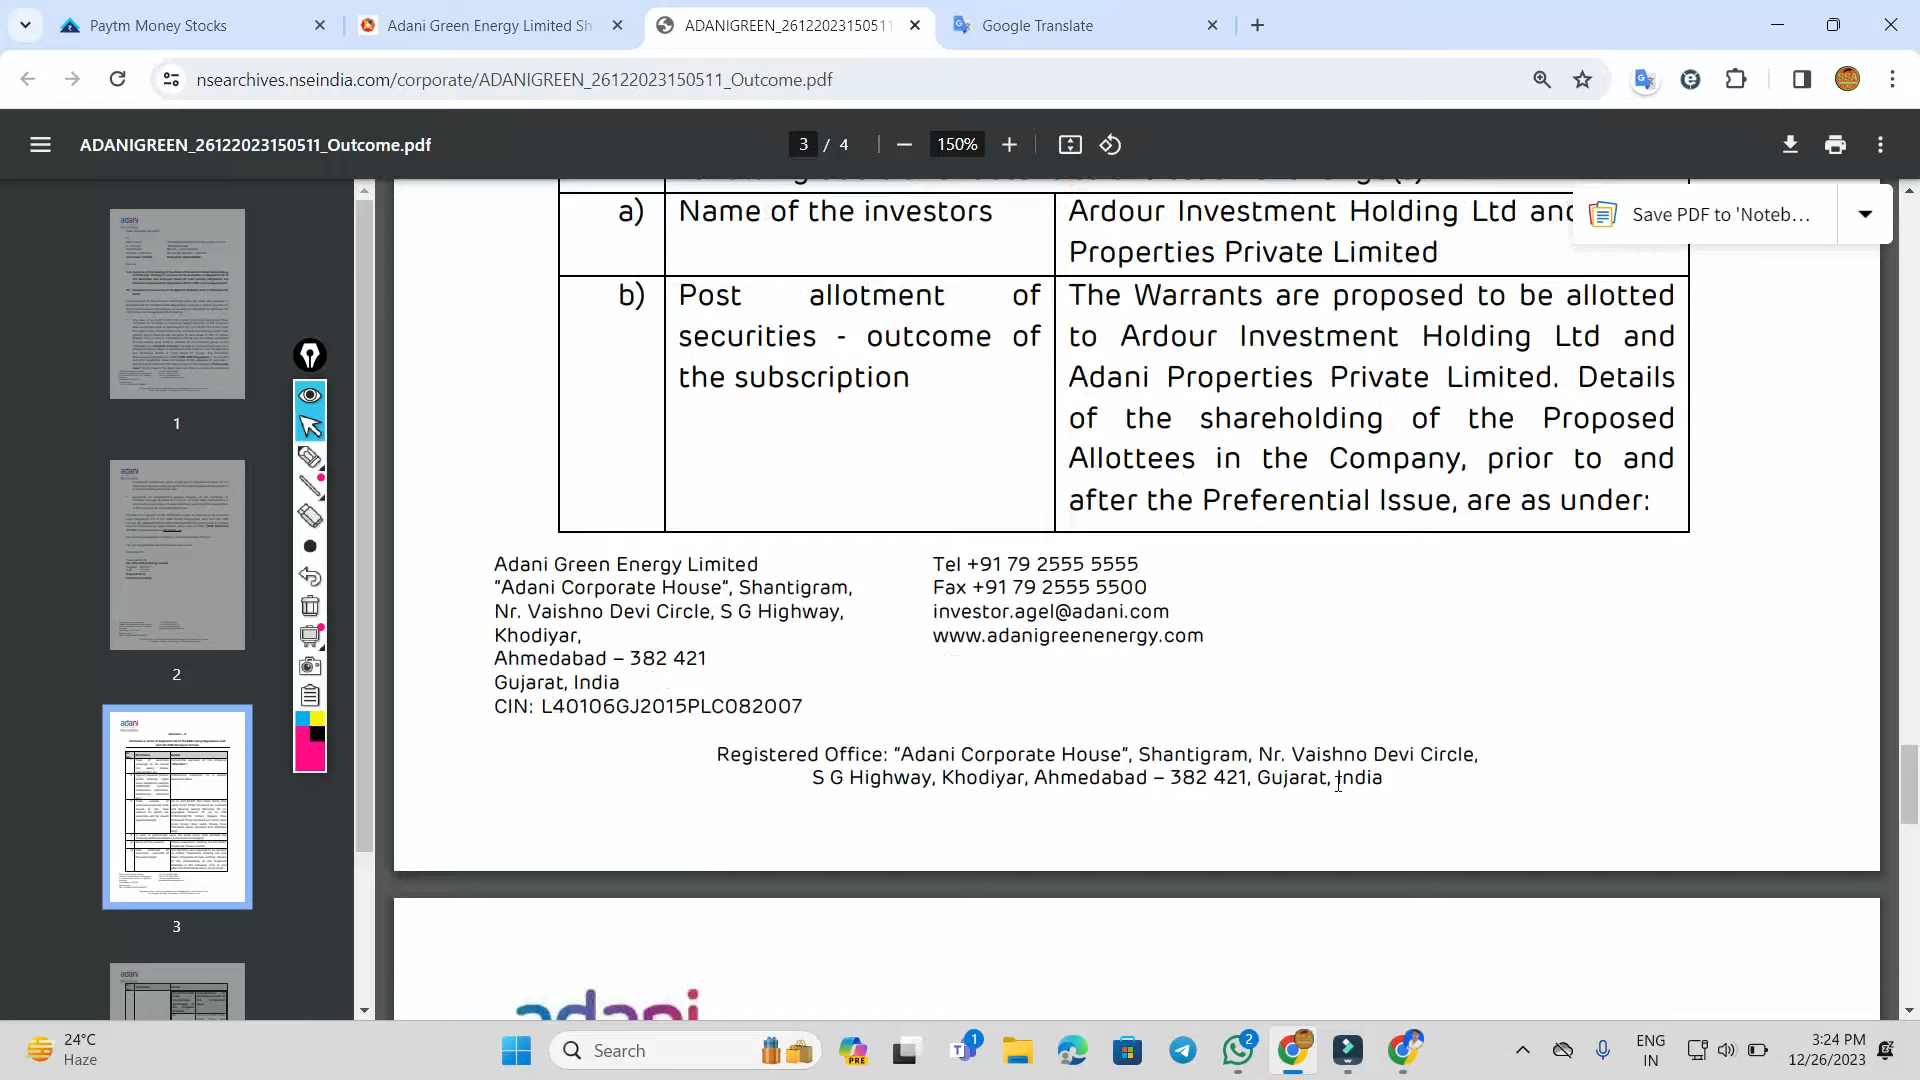 Paytm Money Stocks
Adani Green Energy Limited Sh
ADANIGREEN_26122023150511
Google Translate
nsearchives.nseindia.com/corporate/ADANIGREEN_26122023150511_Outcome.pdf
ADANIGREEN_26122023150511_Outcome.pdf
3 / 4
150%
Save PDF to 'Noteb...
a) Name of the investors
Ardour Investment Holding Ltd and
Properties Private Limited
b) Post allotment of
securities - outcome of
the subscription
The Warrants are proposed to be allotted
to Ardour Investment Holding Ltd and
Adani Properties Private Limited. Details
of the shareholding of the Proposed
Allottees in the Company, prior to and
after the Preferential Issue, are as under:
Adani Green Energy Limited
"Adani Corporate House", Shantigram,
Nr. Vaishno Devi Circle, S G Highway,
Khodiyar,
Ahmedabad – 382 421
Gujarat, India
CIN: L40106GJ2015PLC082007
Tel +91 79 2555 5555
Fax +91 79 2555 5500
investor.agel@adani.com
www.adanigreenenergy.com
Registered Office: "Adani Corporate House", Shantigram, Nr. Vaishno Devi Circle,
S G Highway, Khodiyar, Ahmedabad – 382 421, Gujarat, India
adani
1
2
3
24°C
Haze
Search
PRE
1
2
ENG
IN
3:24 PM
12/26/2023